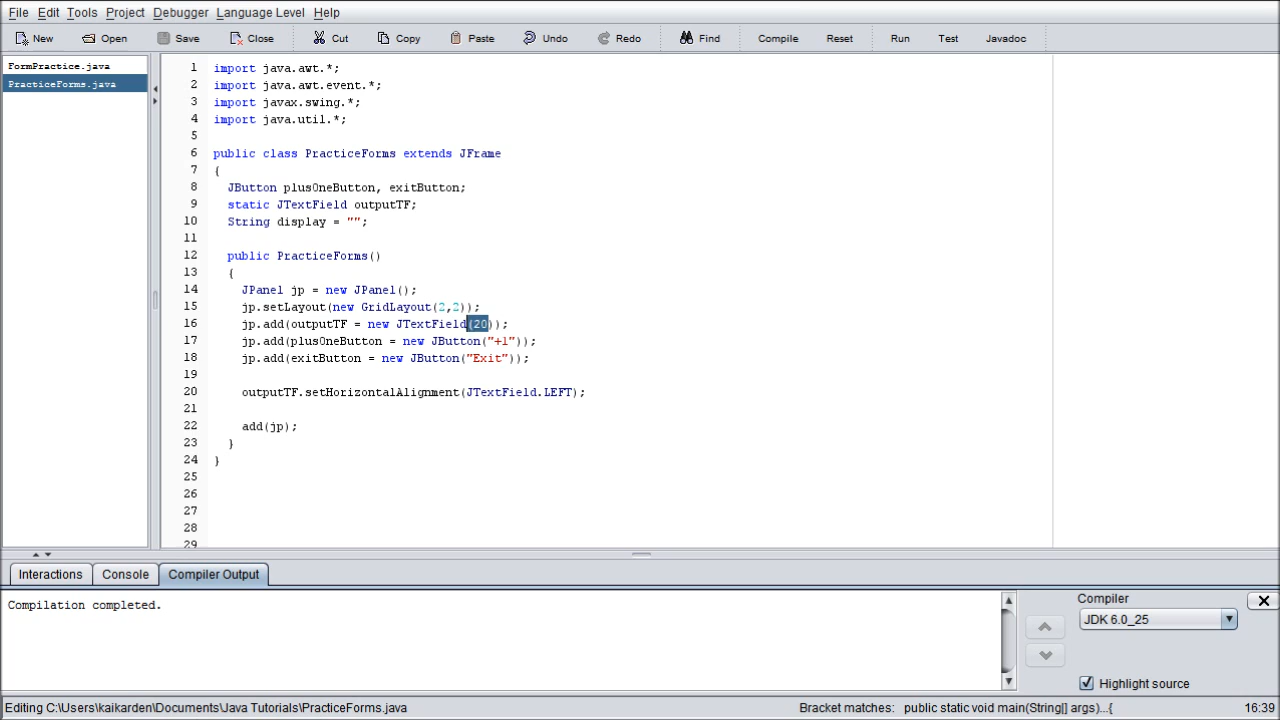 File Edit Tools Project Debugger Language Level Help
New Open Save Close Cut Copy Paste Undo Redo Find Compile Reset Run Test Javadoc
FormPractice.java
PracticeForms.java
1 import java.awt.*;
2 import java.awt.event.*;
3 import javax.swing.*;
4 import java.util.*;
5
6 public class PracticeForms extends JFrame
7 {
8 JButton plusOneButton, exitButton;
9 static JTextField outputTF;
10 String display = "";
11
12 public PracticeForms()
13 {
14 JPanel jp = new JPanel();
15 jp.setLayout(new GridLayout(2,2));
16 jp.add(outputTF = new JTextField(20));
17 jp.add(plusOneButton = new JButton("+1"));
18 jp.add(exitButton = new JButton("Exit"));
19
20 outputTF.setHorizontalAlignment(JTextField.LEFT);
21
22 add(jp);
23 }
24 }
25
26
27
28
29
Interactions Console Compiler Output
Compilation completed.
Compiler
JDK 6.0_25
Highlight source
Editing C:\Users\kaikarden\Documents\Java Tutorials\PracticeForms.java Bracket matches: public static void main(String[] args)...{ 16:39